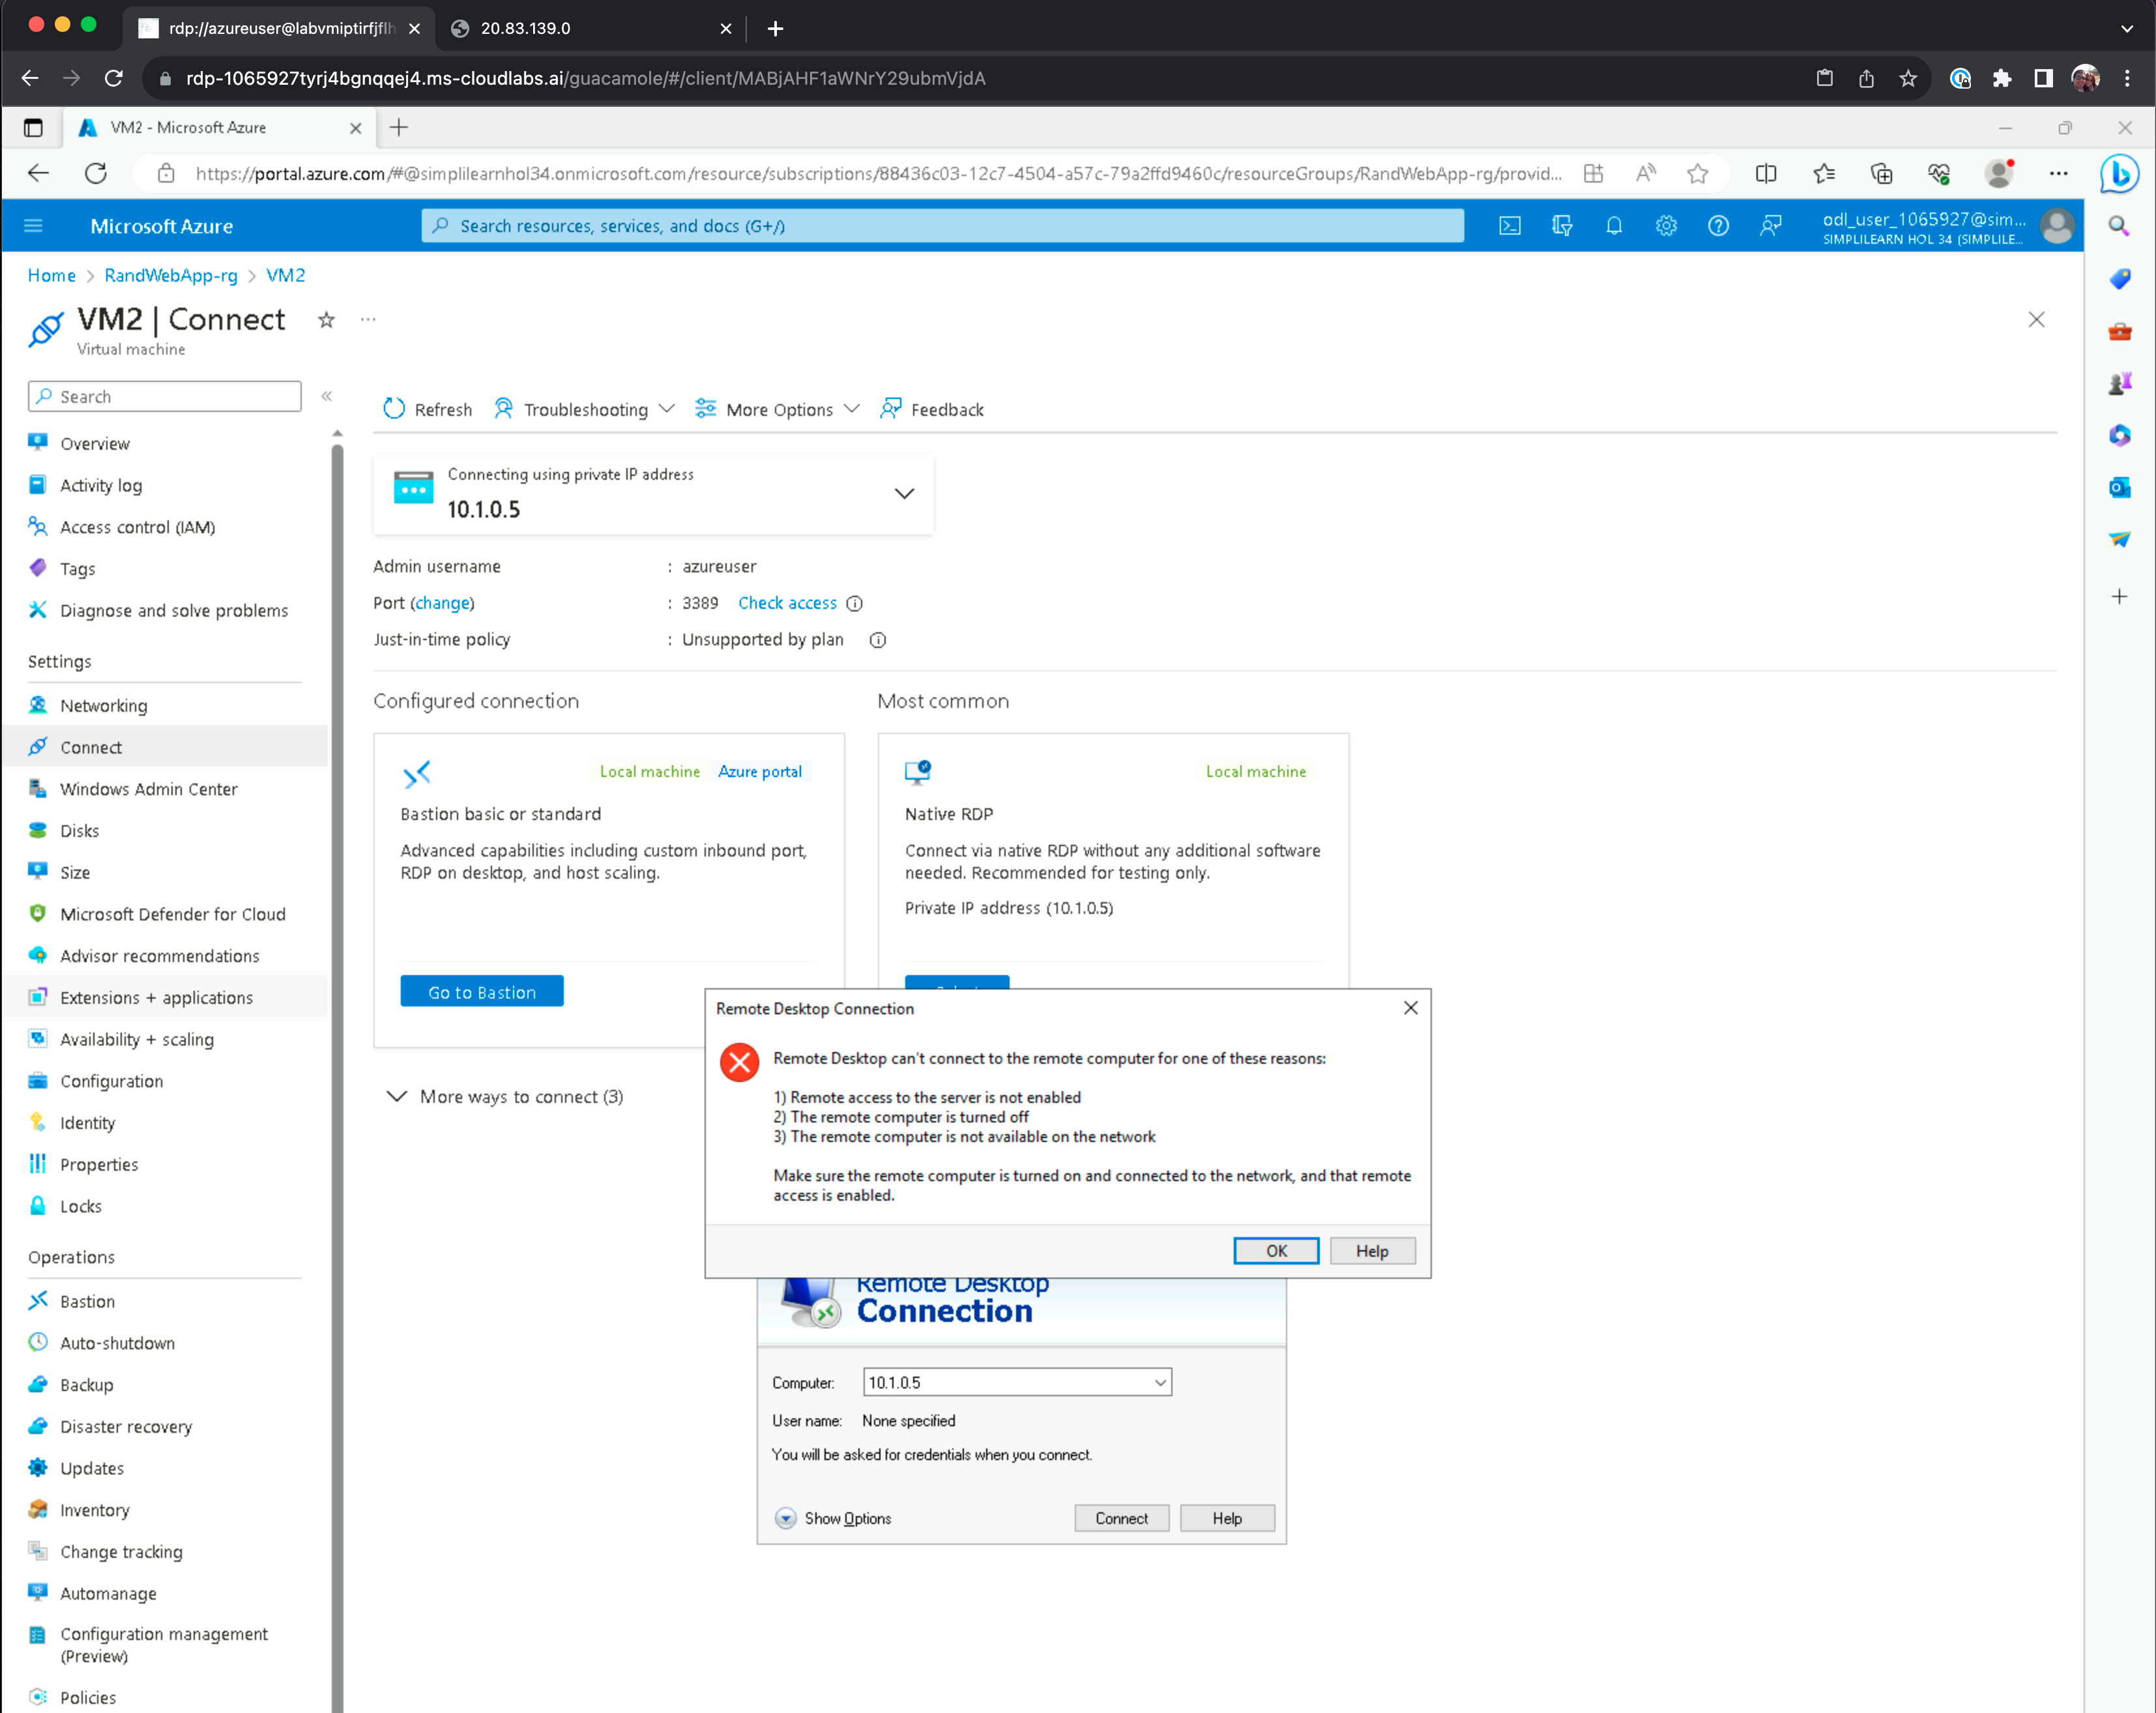 rdp://azureuser@labvmiptirfjflh
20.83.139.0
rdp-1065927tyrj4bgnqqej4.ms-cloudlabs.ai/guacamole/#/client/MABjAHF1aWNrY29ubmVjdA
VM2 - Microsoft Azure
https://portal.azure.com/#@simplilearnhol34.onmicrosoft.com/resource/subscriptions/88436c03-12c7-4504-a57c-79a2ffd9460c/resourceGroups/RandWebApp-rg/provid...
Microsoft Azure
Search resources, services, and docs (G+/)
odl_user_1065927@sim...
SIMPLILEARN HOL 34 (SIMPLILE...
Home > RandWebApp-rg > VM2
VM2 | Connect
Virtual machine
Search
Refresh
Troubleshooting
More Options
Feedback
Overview
Activity log
Access control (IAM)
Tags
Diagnose and solve problems
Settings
Networking
Connect
Windows Admin Center
Disks
Size
Microsoft Defender for Cloud
Advisor recommendations
Extensions + applications
Availability + scaling
Configuration
Identity
Properties
Locks
Operations
Bastion
Auto-shutdown
Backup
Disaster recovery
Updates
Inventory
Change tracking
Automanage
Configuration management
(Preview)
Policies
Connecting using private IP address
10.1.0.5
Admin username : azureuser
Port (change) : 3389 Check access
Just-in-time policy : Unsupported by plan
Configured connection
Local machine Azure portal
Bastion basic or standard
Advanced capabilities including custom inbound port,
RDP on desktop, and host scaling.
Go to Bastion
Most common
Local machine
Native RDP
Connect via native RDP without any additional software
needed. Recommended for testing only.
Private IP address (10.1.0.5)
More ways to connect (3)
Remote Desktop Connection
Remote Desktop can't connect to the remote computer for one of these reasons:
1) Remote access to the server is not enabled
2) The remote computer is turned off
3) The remote computer is not available on the network
Make sure the remote computer is turned on and connected to the network, and that remote
access is enabled.
OK
Help
Remote Desktop
Connection
Computer: 10.1.0.5
User name: None specified
You will be asked for credentials when you connect.
Show Options
Connect
Help